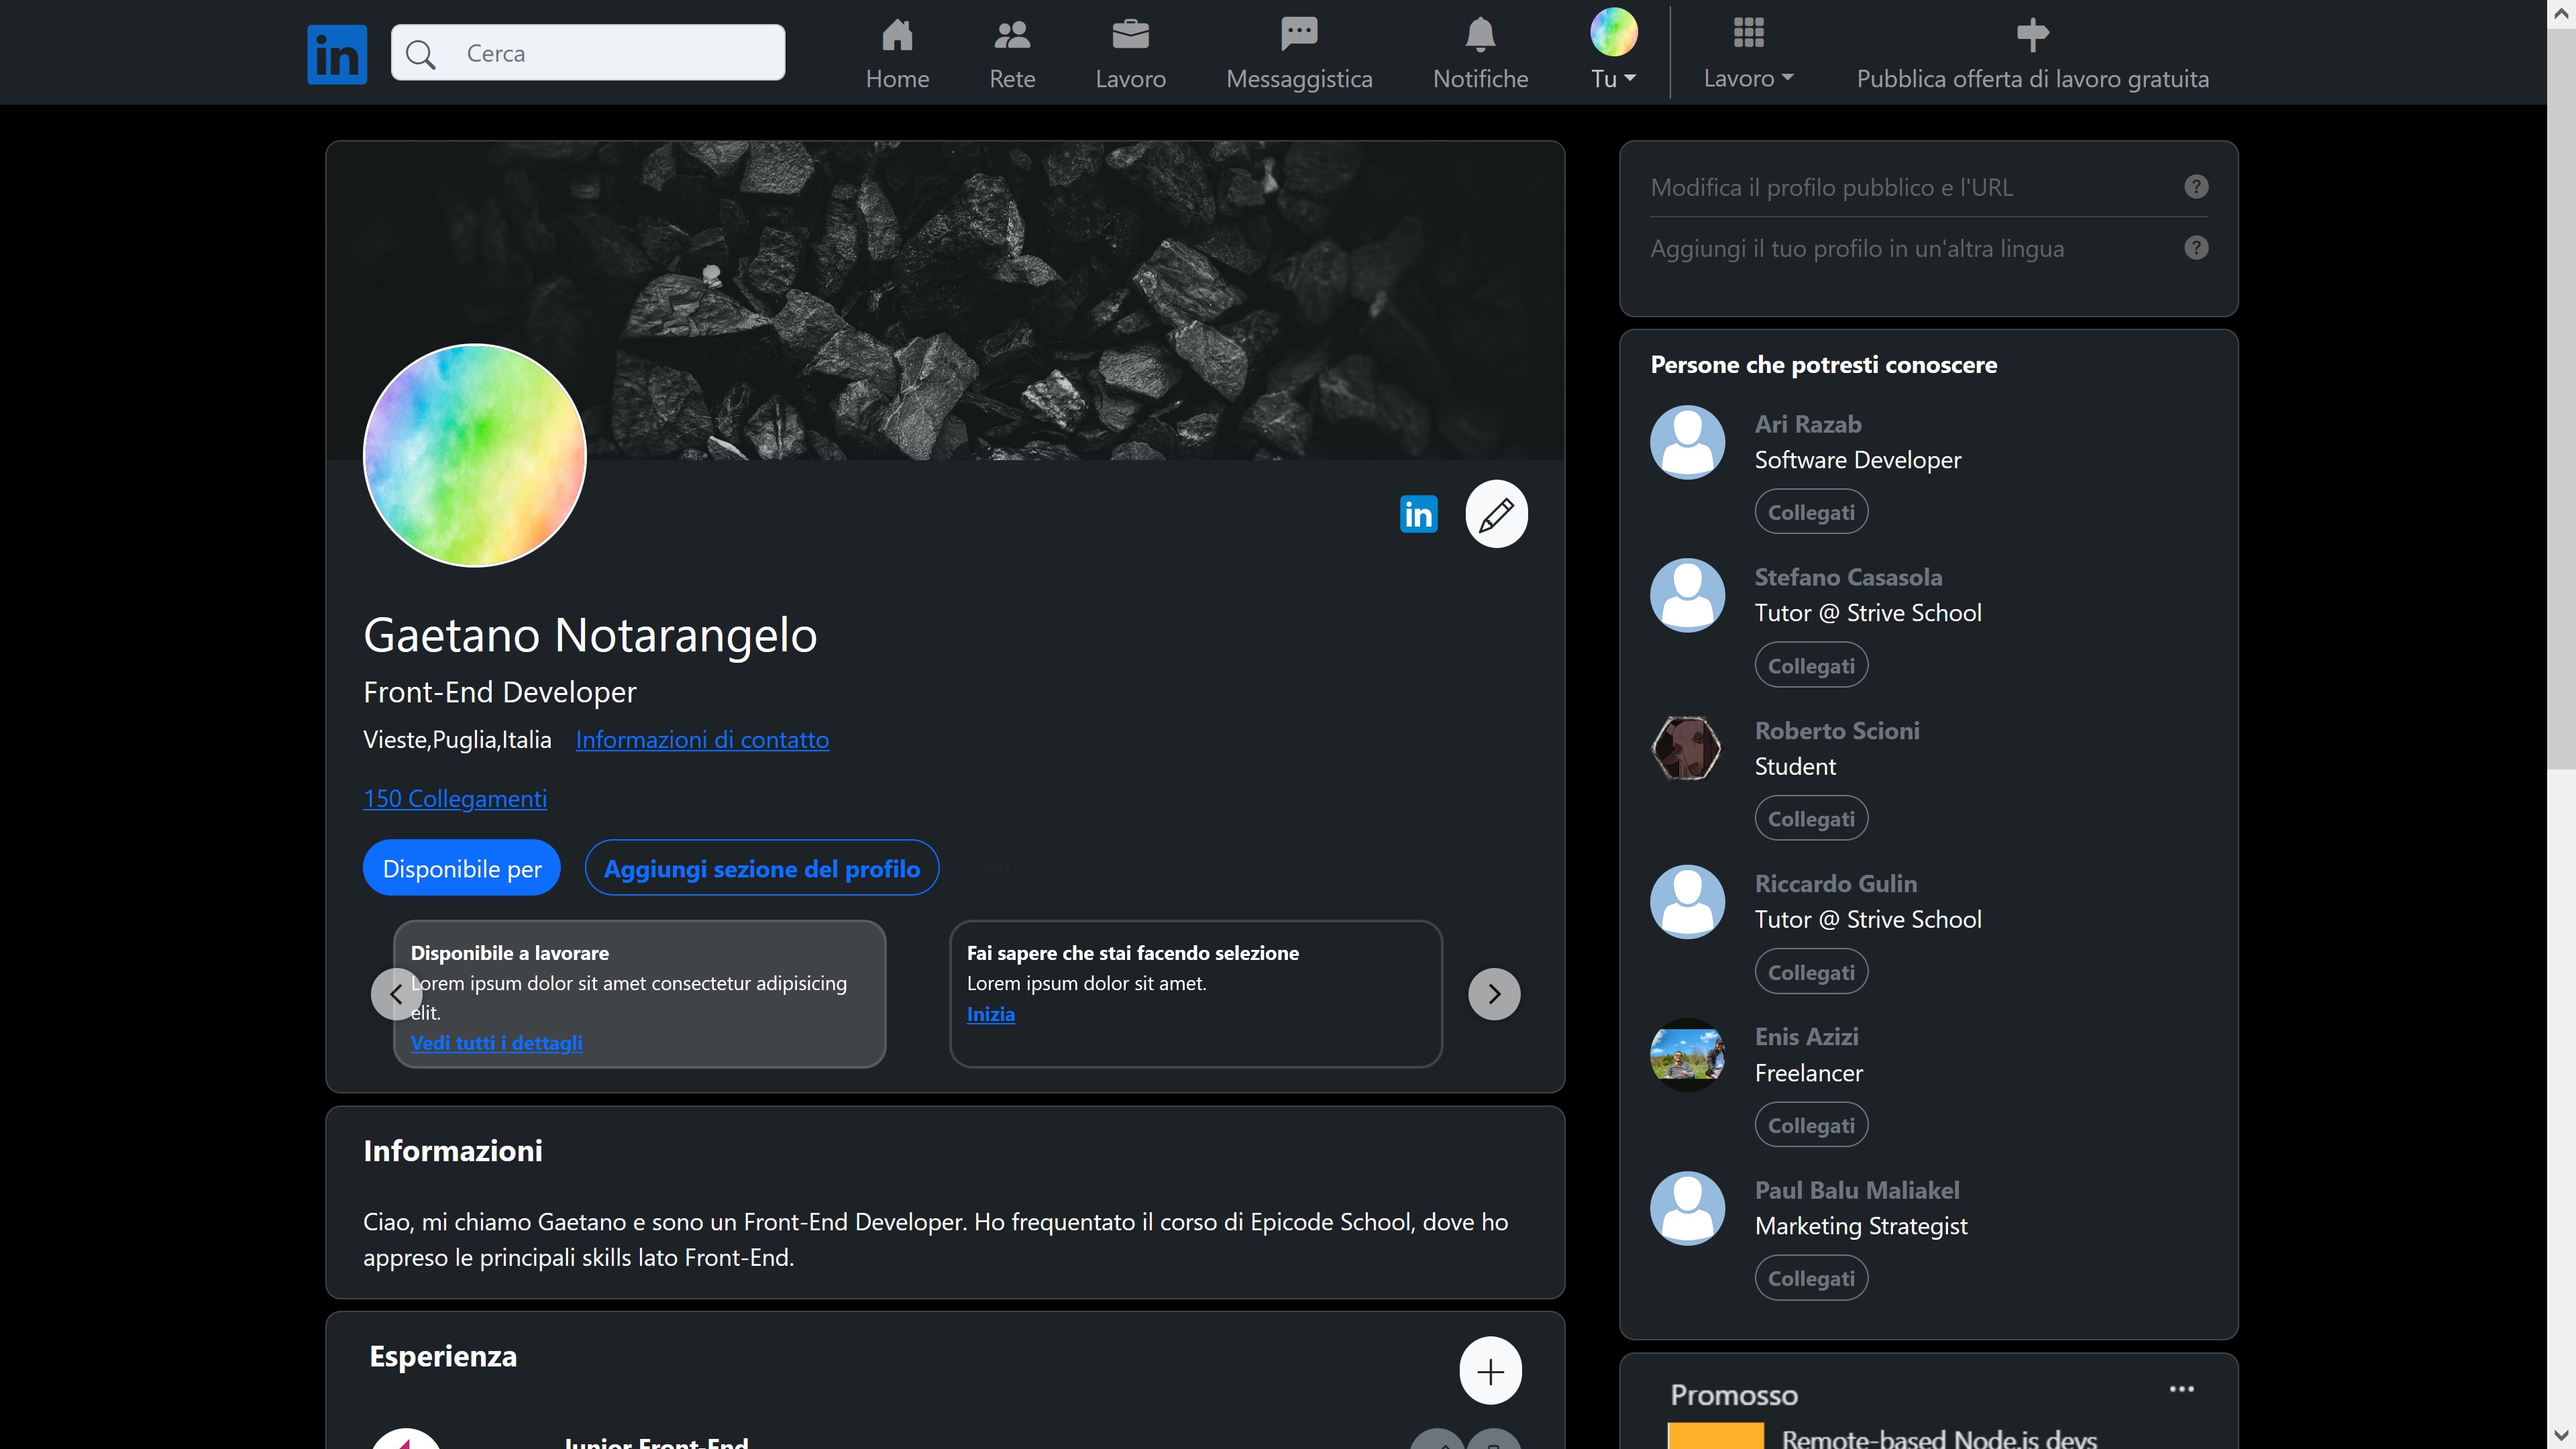 in
Cerca
Home
Rete
Lavoro
Messaggistica
Notifiche
Tu
Lavoro
Pubblica offerta di lavoro gratuita
in
Gaetano Notarangelo
Front-End Developer
Vieste,Puglia,Italia Informazioni di contatto
150 Collegamenti
Disponibile per
Aggiungi sezione del profilo
Altro
Disponibile a lavorare
Lorem ipsum dolor sit amet consectetur adipisicing
elit.
Vedi tutti i dettagli
Fai sapere che stai facendo selezione
Lorem ipsum dolor sit amet.
Inizia
Informazioni
Ciao, mi chiamo Gaetano e sono un Front-End Developer. Ho frequentato il corso di Epicode School, dove ho
appreso le principali skills lato Front-End.
Esperienza
Junior Front-End
Modifica il profilo pubblico e l'URL
Aggiungi il tuo profilo in un'altra lingua
Persone che potresti conoscere
Ari Razab
Software Developer
Collegati
Stefano Casasola
Tutor @ Strive School
Collegati
Roberto Scioni
Student
Collegati
Riccardo Gulin
Tutor @ Strive School
Collegati
Enis Azizi
Freelancer
Collegati
Paul Balu Maliakel
Marketing Strategist
Collegati
Promosso
Remote-based Node.js devs